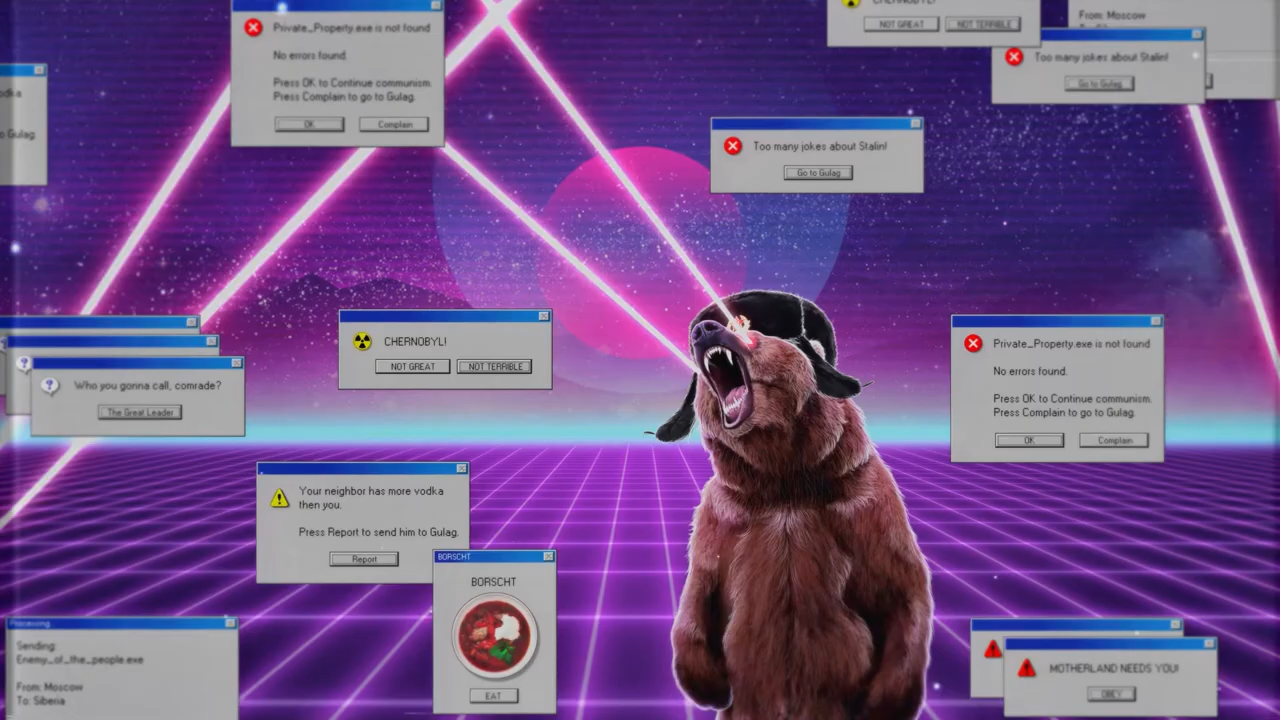 Private_Property.exe is not found
No errors found.
Press OK to Continue communism.
Press Complain to go to Gulag.
OK
Complain
NOT GREAT
NOT TERRIBLE
From: Moscow
Too many jokes about Stalin!
Go to Gulag
Gulag
Too many jokes about Stalin!
Go to Gulag
CHERNOBYL!
NOT GREAT
NOT TERRIBLE
Who you gonna call, comrade?
The Great Leader
Private_Property.exe is not found
No errors found.
Press OK to Continue communism.
Press Complain to go to Gulag.
OK
Complain
Your neighbor has more vodka
then you.
Press Report to send him to Gulag.
Report
BORSCHT
BORSCHT
EAT
Processing
Sending:
Enemy_of_the_people.exe
From: Moscow
To: Siberia
MOTHERLAND NEEDS YOU!
OBEY